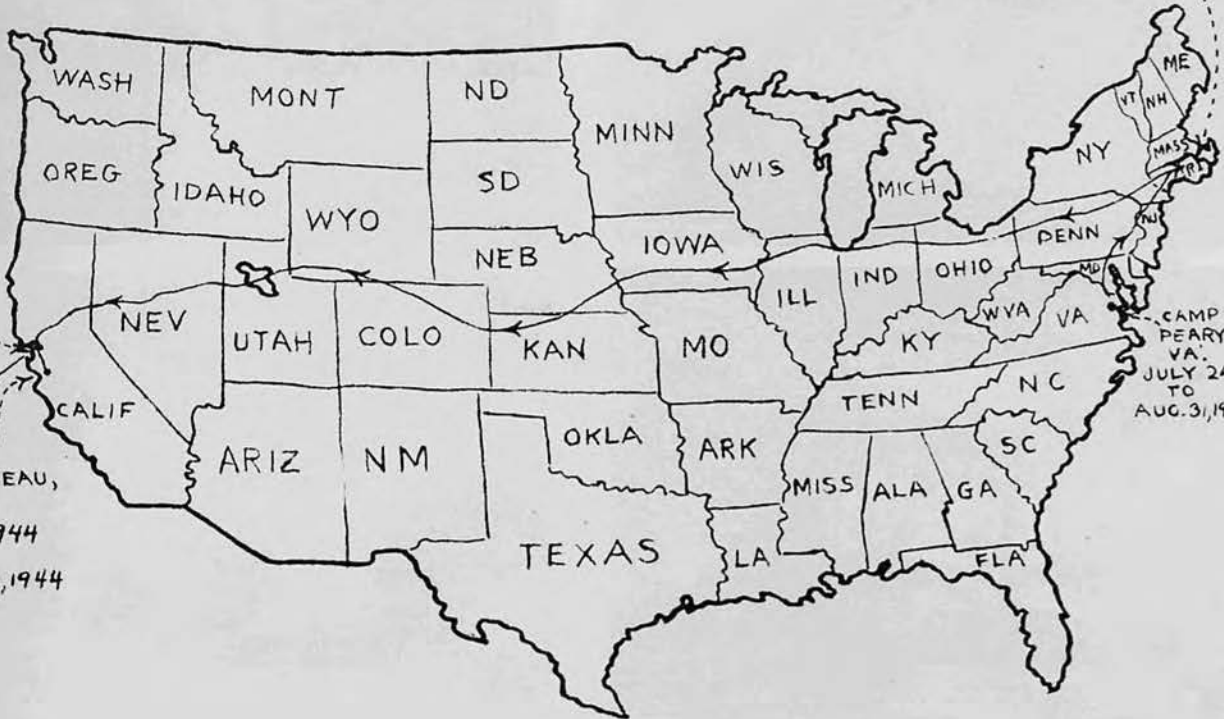 WASH
MONT
ND
MINN
ME
VT
NH
OREG
IDAHO
WYO
SD
WIS
MICH
NY
MASS
NEB
IOWA
PENN
NJ
NEV
UTAH
COLO
KAN
MO
ILL
IND
OHIO
MD
WVA
VA
KY
CAMP
PEARY
VA.
JULY 24
TO
AUG. 31, 19
CALIF
ARIZ
NM
OKLA
ARK
TENN
NC
SC
MISS
ALA
GA
EAU,
944
, 1944
TEXAS
LA
FLA